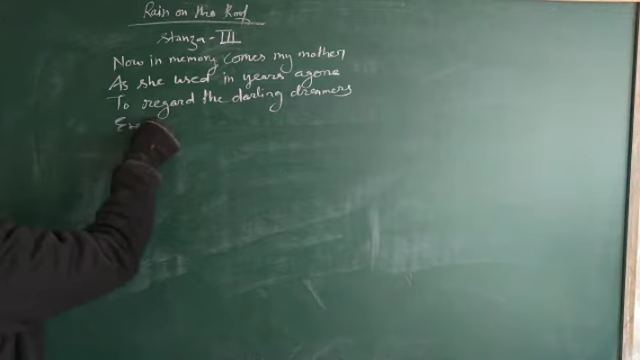 Rain on the Roof
Stanza-III
Now in memory comes my mother
As she used in years agone
To regard the darling dreamers